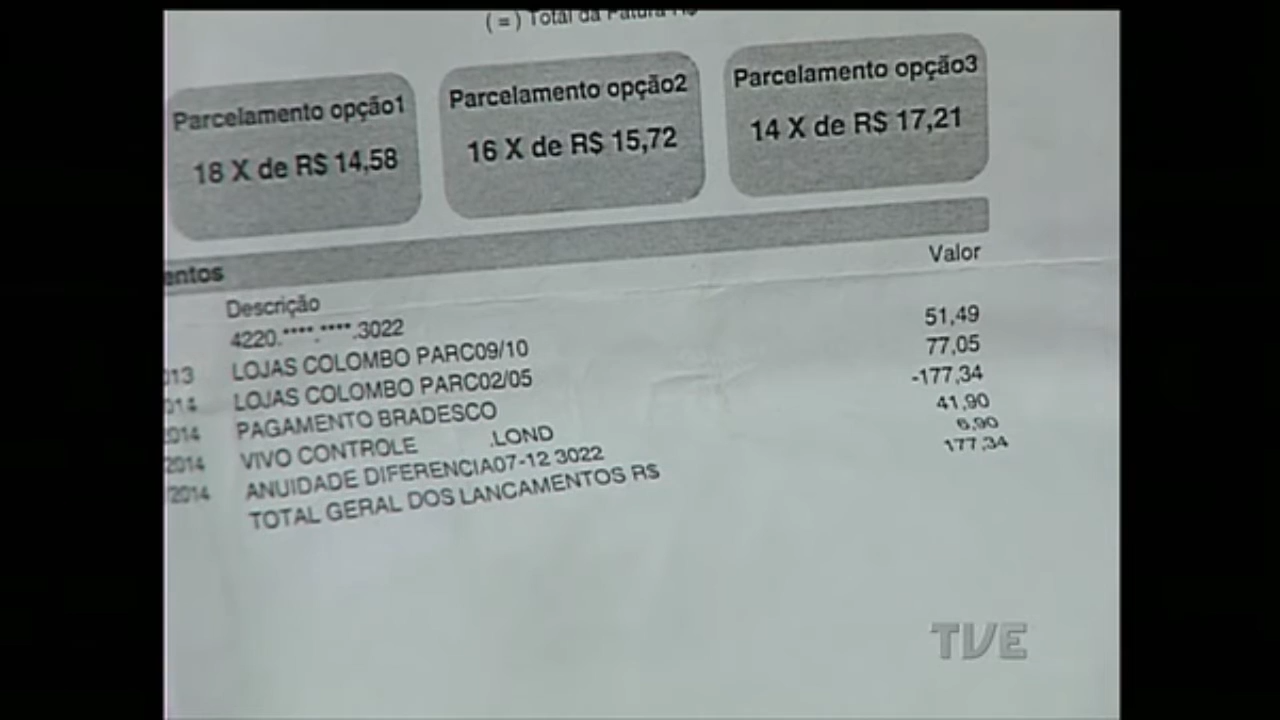 ( = ) Total da Fatura R$
Parcelamento opção1
18 X de R$ 14,58
Parcelamento opção2
16 X de R$ 15,72
Parcelamento opção3
14 X de R$ 17,21
entos
Descrição Valor
4220.****.****.3022
013 LOJAS COLOMBO PARC09/10 51,49
014 LOJAS COLOMBO PARC02/05 77,05
2014 PAGAMENTO BRADESCO -177,34
2014 VIVO CONTROLE .LOND 41,90
/2014 ANUIDADE DIFERENCIA07-12 3022 6,90
TOTAL GERAL DOS LANCAMENTOS R$ 177,34
TVE